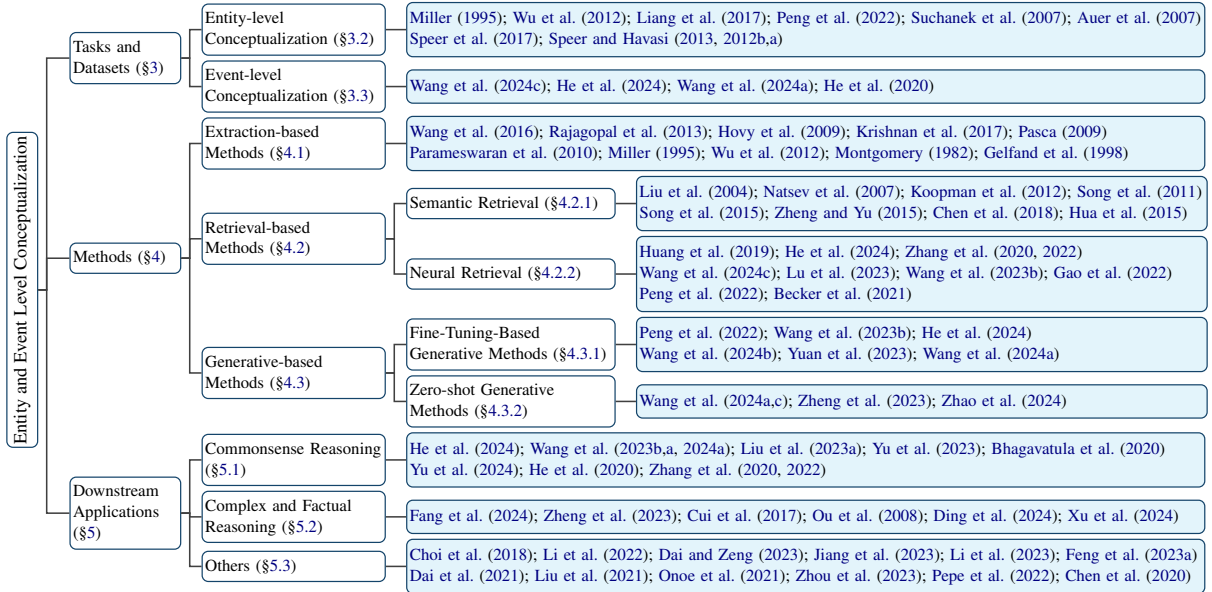 Entity and Event Level Conceptualization
Tasks and
Datasets (§3)
Entity-level
Conceptualization (§3.2)
Miller (1995); Wu et al. (2012); Liang et al. (2017); Peng et al. (2022); Suchanek et al. (2007); Auer et al. (2007)
Speer et al. (2017); Speer and Havasi (2013, 2012b,a)
Event-level
Conceptualization (§3.3)
Wang et al. (2024c); He et al. (2024); Wang et al. (2024a); He et al. (2020)
Methods (§4)
Extraction-based
Methods (§4.1)
Wang et al. (2016); Rajagopal et al. (2013); Hovy et al. (2009); Krishnan et al. (2017); Pasca (2009)
Parameswaran et al. (2010); Miller (1995); Wu et al. (2012); Montgomery (1982); Gelfand et al. (1998)
Retrieval-based
Methods (§4.2)
Semantic Retrieval (§4.2.1)
Liu et al. (2004); Natsev et al. (2007); Koopman et al. (2012); Song et al. (2011)
Song et al. (2015); Zheng and Yu (2015); Chen et al. (2018); Hua et al. (2015)
Neural Retrieval (§4.2.2)
Huang et al. (2019); He et al. (2024); Zhang et al. (2020, 2022)
Wang et al. (2024c); Lu et al. (2023); Wang et al. (2023b); Gao et al. (2022)
Peng et al. (2022); Becker et al. (2021)
Generative-based
Methods (§4.3)
Fine-Tuning-Based
Generative Methods (§4.3.1)
Peng et al. (2022); Wang et al. (2023b); He et al. (2024)
Wang et al. (2024b); Yuan et al. (2023); Wang et al. (2024a)
Zero-shot Generative
Methods (§4.3.2)
Wang et al. (2024a,c); Zheng et al. (2023); Zhao et al. (2024)
Downstream
Applications
(§5)
Commonsense Reasoning
(§5.1)
He et al. (2024); Wang et al. (2023b,a, 2024a); Liu et al. (2023a); Yu et al. (2023); Bhagavatula et al. (2020)
Yu et al. (2024); He et al. (2020); Zhang et al. (2020, 2022)
Complex and Factual
Reasoning (§5.2)
Fang et al. (2024); Zheng et al. (2023); Cui et al. (2017); Ou et al. (2008); Ding et al. (2024); Xu et al. (2024)
Others (§5.3)
Choi et al. (2018); Li et al. (2022); Dai and Zeng (2023); Jiang et al. (2023); Li et al. (2023); Feng et al. (2023a)
Dai et al. (2021); Liu et al. (2021); Onoe et al. (2021); Zhou et al. (2023); Pepe et al. (2022); Chen et al. (2020)